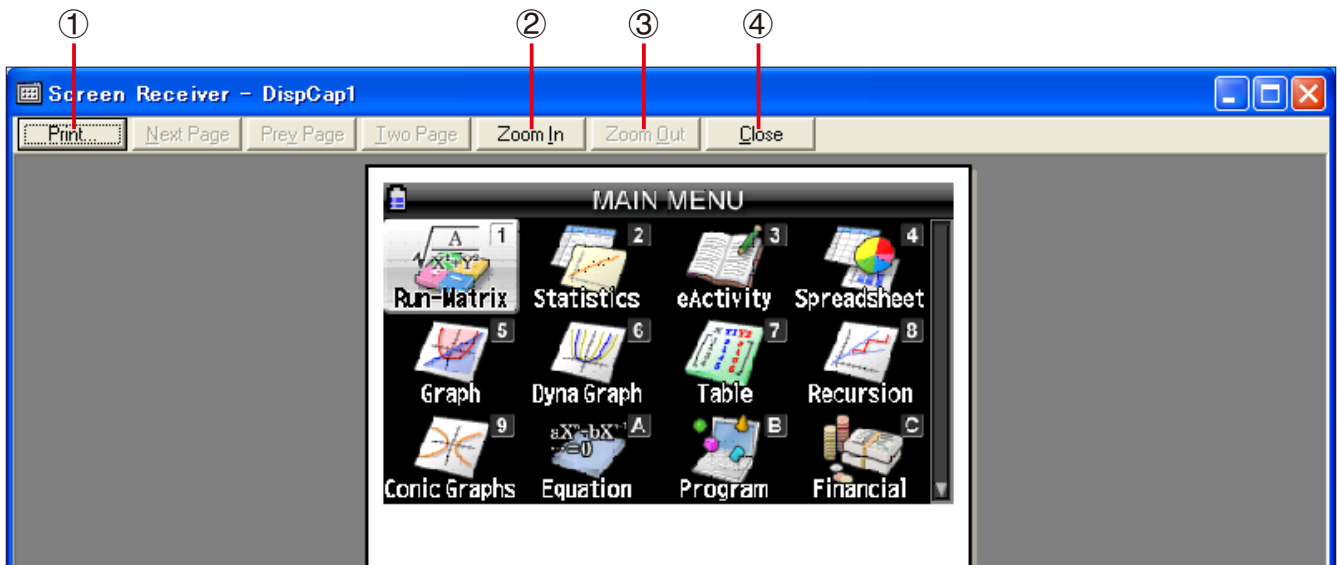 ① ② ③ ④
Screen Receiver - DispCap1
Print... Next Page Prev Page Two Page Zoom In Zoom Out Close
MAIN MENU
1 2 3 4
Run-Matrix Statistics eActivity Spreadsheet
5 6 7 8
Graph Dyna Graph Table Recursion
9 A B C
Conic Graphs Equation Program Financial